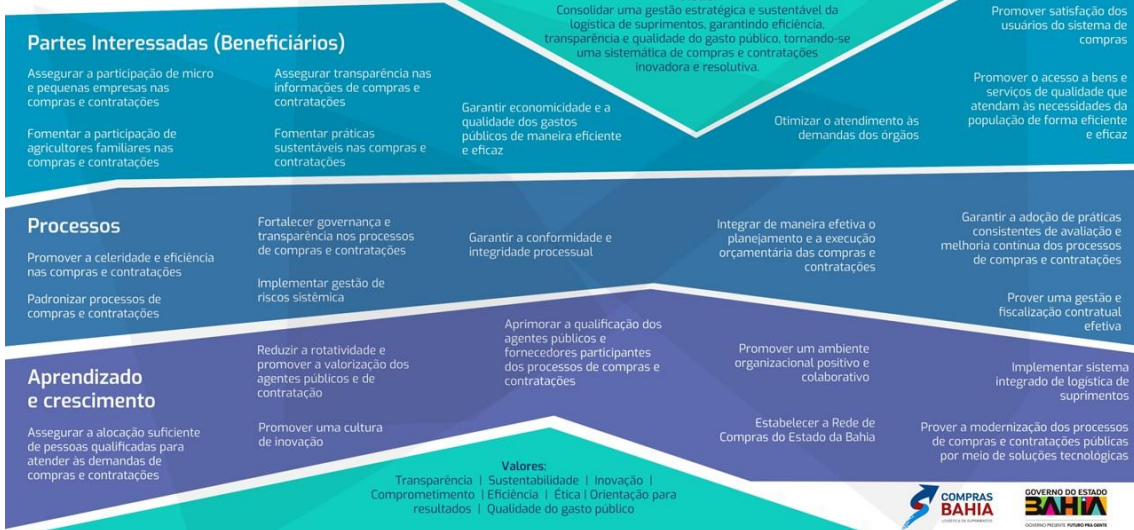 Consolidar uma gestão estratégica e sustentável da
logística de suprimentos, garantindo eficiência,
transparência e qualidade do gasto público, tornando-se
uma sistemática de compras e contratações
inovadora e resolutiva.
Partes Interessadas (Beneficiários)
Assegurar a participação de micro
e pequenas empresas nas
compras e contratações
Fomentar a participação de
agricultores familiares nas
compras e contratações
Assegurar transparência nas
informações de compras e
contratações
Fomentar práticas
sustentáveis nas compras e
contratações
Garantir economicidade e a
qualidade dos gastos
públicos de maneira eficiente
e eficaz
Otimizar o atendimento às
demandas dos órgãos
Promover satisfação dos
usuários do sistema de
compras
Promover o acesso a bens e
serviços de qualidade que
atendam às necessidades da
população de forma eficiente
e eficaz
Processos
Promover a celeridade e eficiência
nas compras e contratações
Padronizar processos de
compras e contratações
Fortalecer governança e
transparência nos processos
de compras e contratações
Implementar gestão de
riscos sistêmica
Garantir a conformidade e
integridade processual
Integrar de maneira efetiva o
planejamento e a execução
orçamentária das compras e
contratações
Garantir a adoção de práticas
consistentes de avaliação e
melhoria contínua dos processos
de compras e contratações
Prover uma gestão e
fiscalização contratual
efetiva
Aprendizado
e crescimento
Assegurar a alocação suficiente
de pessoas qualificadas para
atender às demandas de
compras e contratações
Reduzir a rotatividade e
promover a valorização dos
agentes públicos e de
contratação
Promover uma cultura
de inovação
Aprimorar a qualificação dos
agentes públicos e
fornecedores participantes
dos processos de compras e
contratações
Promover um ambiente
organizacional positivo e
colaborativo
Estabelecer a Rede de
Compras do Estado da Bahia
Implementar sistema
integrado de logística de
suprimentos
Prover a modernização dos processos
de compras e contratações públicas
por meio de soluções tecnológicas
Valores:
Transparência | Sustentabilidade | Inovação |
Comprometimento | Eficiência | Ética | Orientação para
resultados | Qualidade do gasto público
COMPRAS
BAHIA
LOGÍSTICA DE SUPRIMENTOS
GOVERNO DO ESTADO
BAHIA
GOVERNO PRESENTE FUTURO PRA GENTE